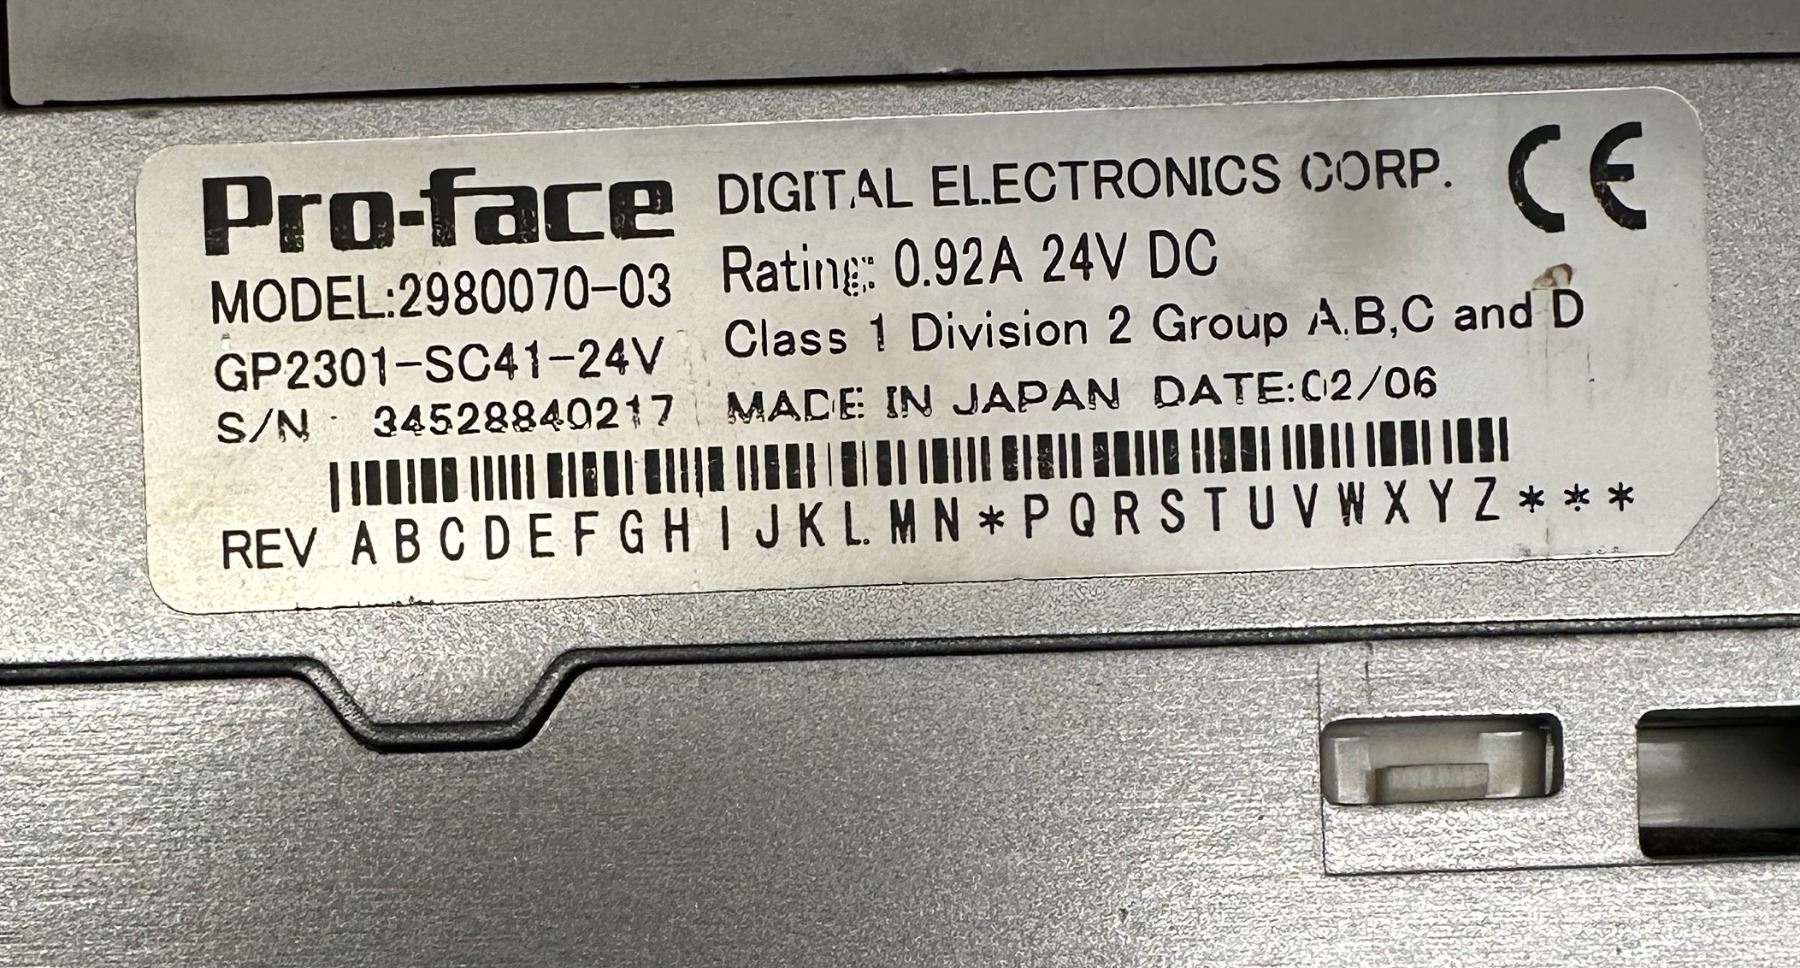 Pro-face DIGITAL ELECTRONICS CORP. CE
MODEL:2980070-03 Rating: 0.92A 24V DC
GP2301-SC41-24V Class 1 Division 2 Group A,B,C and D
S/N 34528840217 MADE IN JAPAN DATE:02/06
REV A B C D E F G H I J K L M N * P Q R S T U V W X Y Z * * *